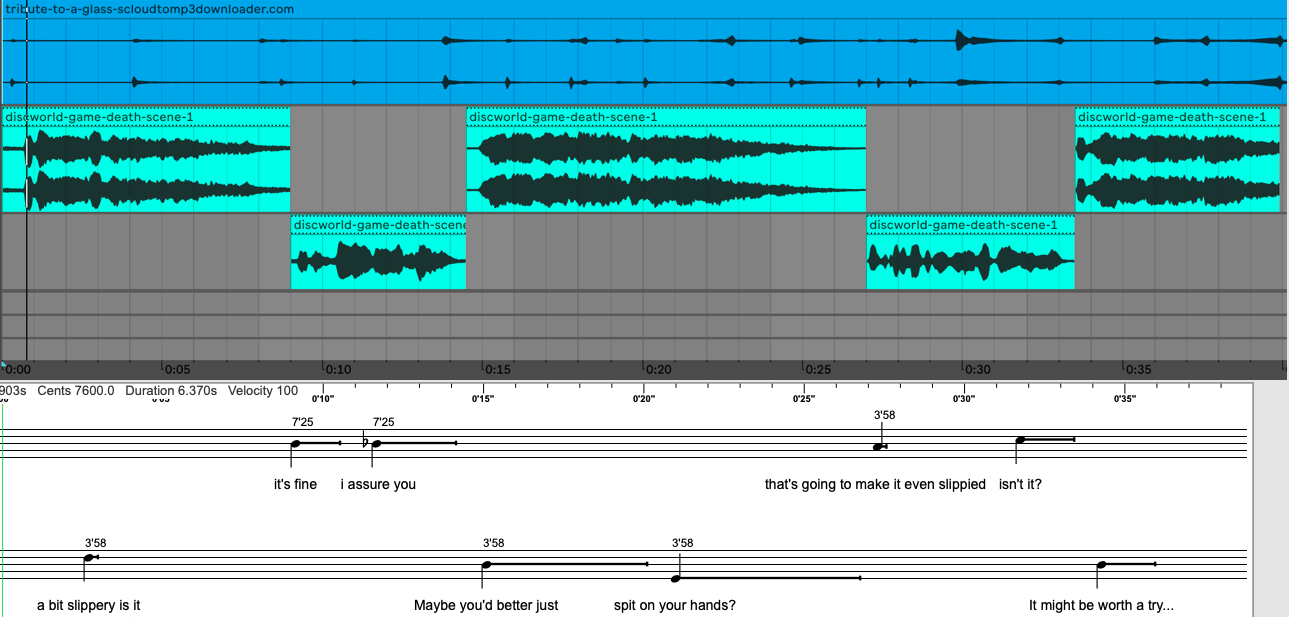 tribute-to-a-glass-scloudtomp3downloader.com
discworld-game-death-scene-1
discworld-game-death-scene-1
discworld-game-death-scene-1
discworld-game-death-scene
discworld-game-death-scene-1
0:00 0:05 0:10 0:15 0:20 0:25 0:30 0:35
903s Cents 7600.0 Duration 6.370s Velocity 100
0'10" 0'15" 0'20" 0'25" 0'30" 0'35"
7'25 7'25 3'58
it's fine i assure you that's going to make it even slippied isn't it?
3'58 3'58 3'58
a bit slippery is it Maybe you'd better just spit on your hands? It might be worth a try...